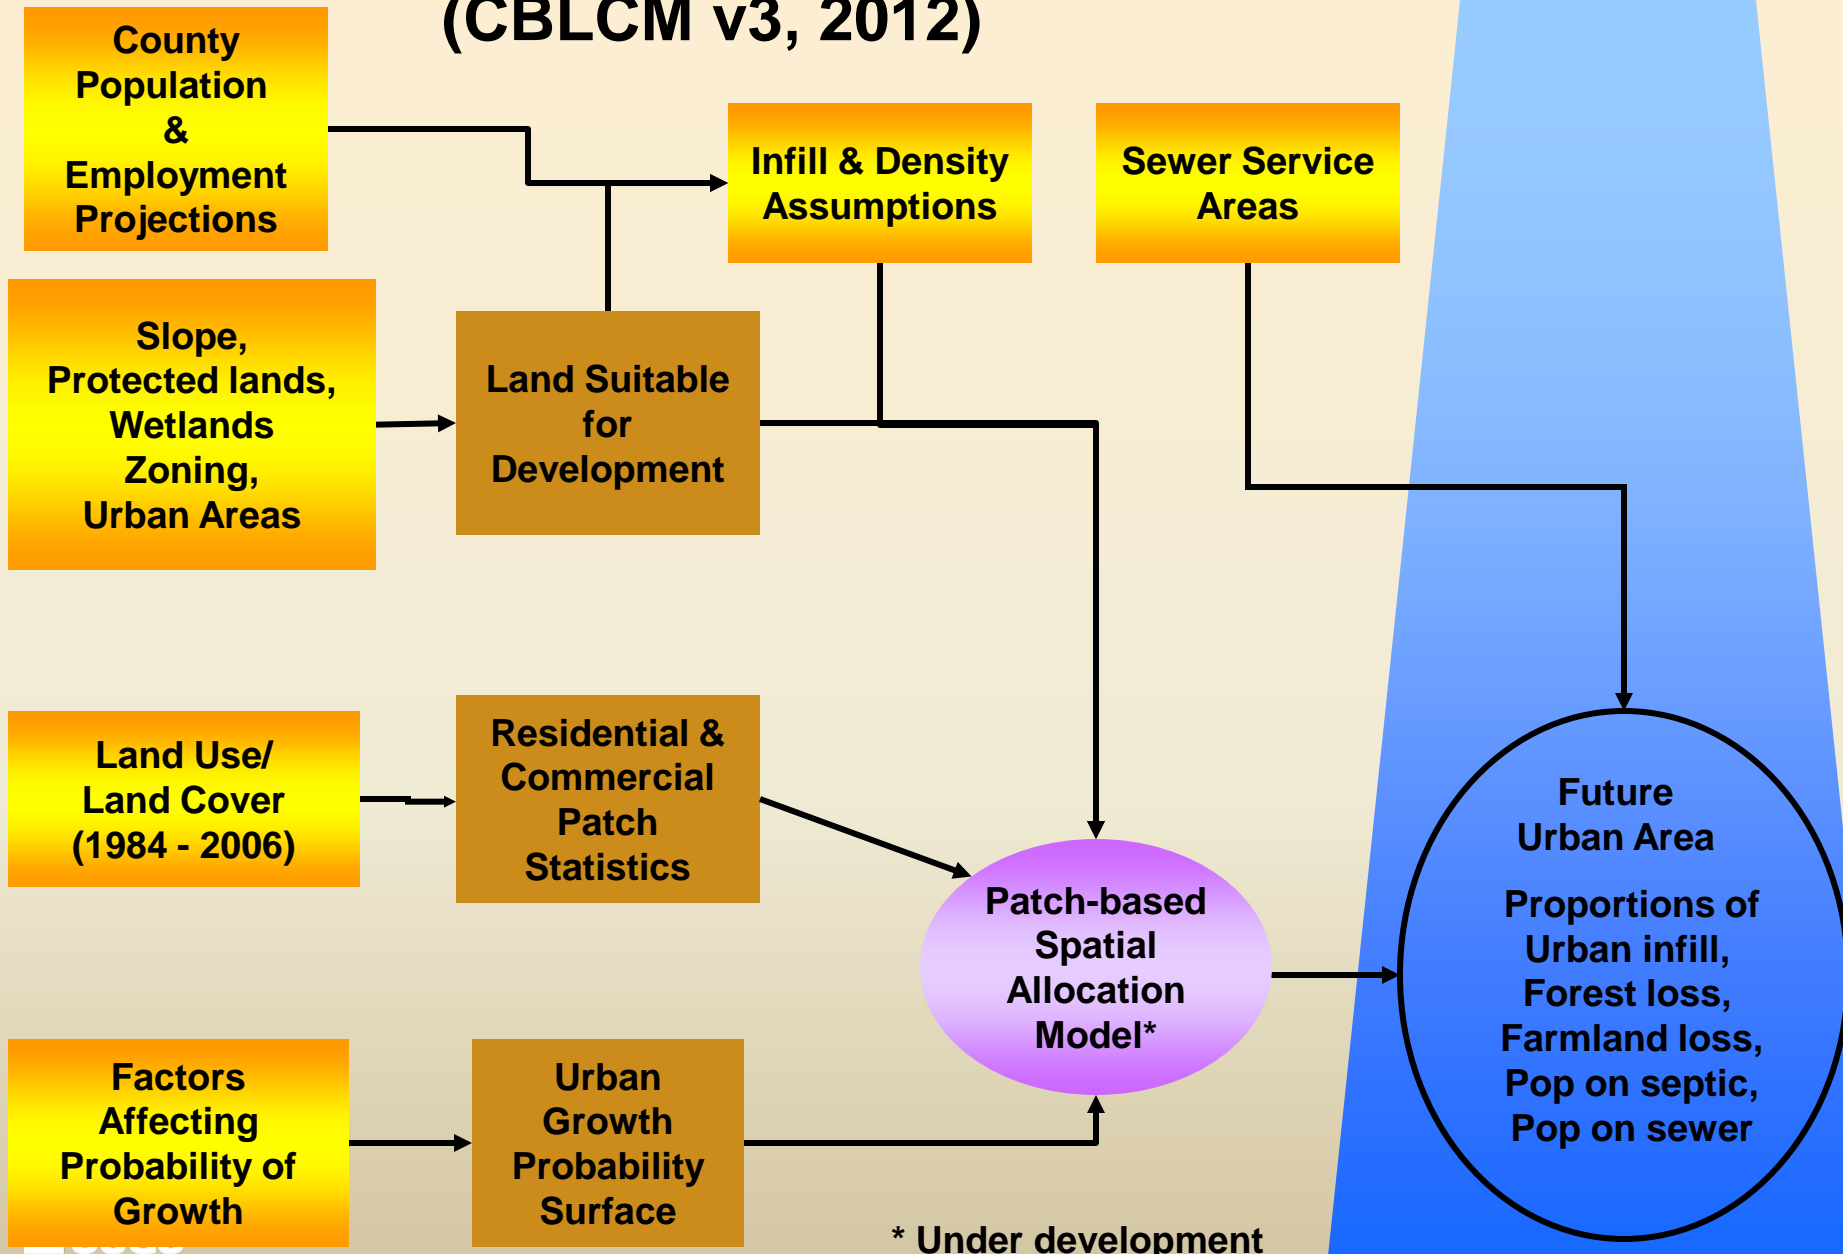 (CBLCM v3, 2012)
County
Population
&
Employment
Projections
Infill & Density
Assumptions
Sewer Service
Areas
Slope,
Protected lands,
Wetlands
Zoning,
Urban Areas
Land Suitable
for
Development
Land Use/
Land Cover
(1984 - 2006)
Residential &
Commercial
Patch
Statistics
Patch-based
Spatial
Allocation
Model*
Future
Urban Area
Proportions of
Urban infill,
Forest loss,
Farmland loss,
Pop on septic,
Pop on sewer
Factors
Affecting
Probability of
Growth
Urban
Growth
Probability
Surface
* Under development